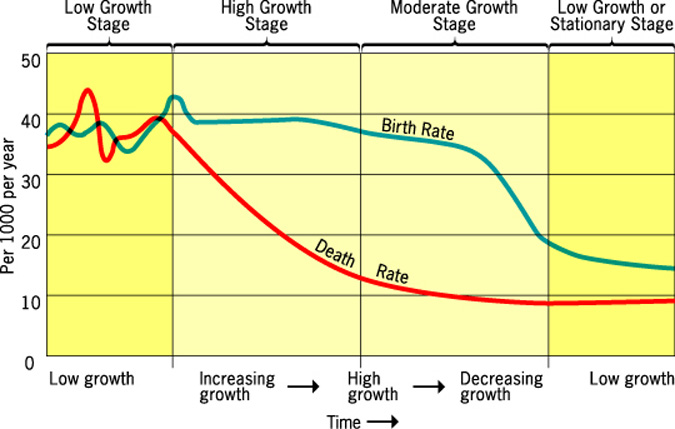 Low Growth
Stage
High Growth
Stage
Moderate Growth
Stage
Low Growth or
Stationary Stage
50
40
30
20
10
0
Per 1000 per year
Birth Rate
Death Rate
Low growth
Increasing
growth
High
growth
Decreasing
growth
Low growth
Time